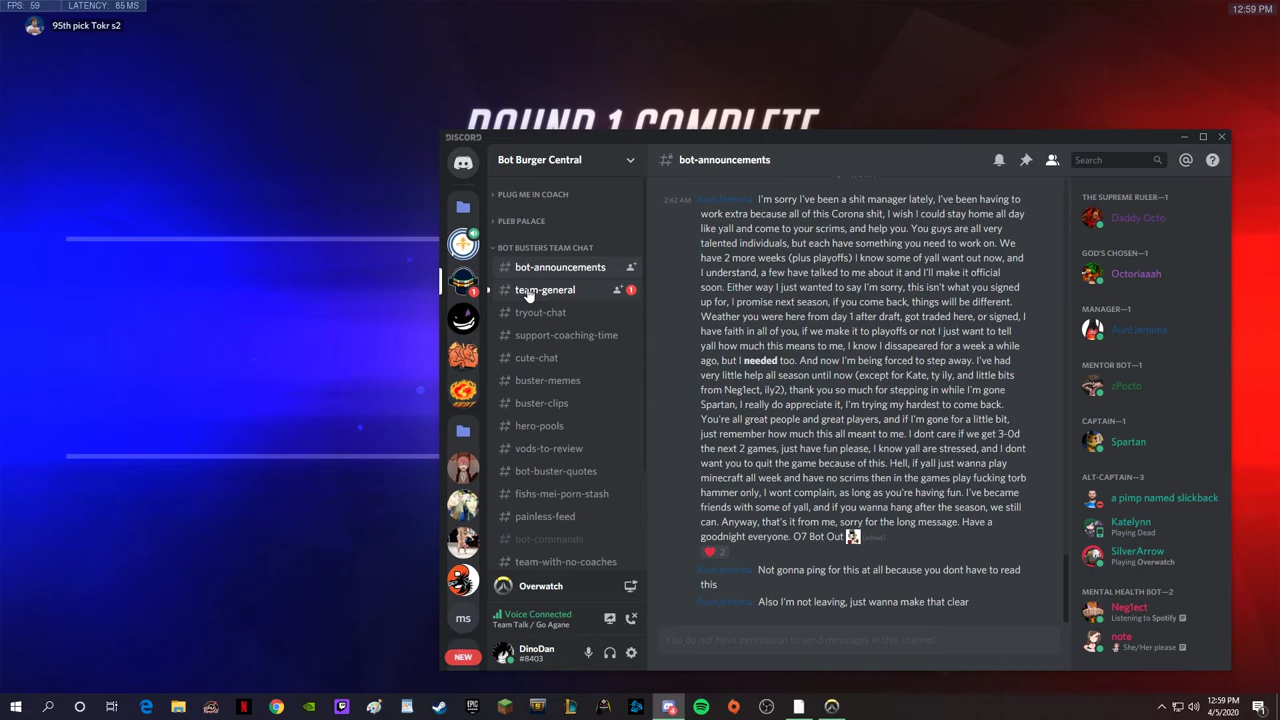 FPS: 59 LATENCY: 85 MS
12:59 PM
95th pick Tokr s2
ROUND 1 COMPLETE
DISCORD
Bot Burger Central
bot-announcements
Search
PLUG ME IN COACH
PLEB PALACE
BOT BUSTERS TEAM CHAT
bot-announcements
team-general 1
tryout-chat
support-coaching-time
cute-chat
buster-memes
buster-clips
hero-pools
vods-to-review
bot-buster-quotes
fishs-mei-porn-stash
painless-feed
bot-commands
team-with-no-coaches
1
ms
NEW
Overwatch
Voice Connected
Team Talk / Go Agane
DinoDan
#8403
2:42 AM AuntJemima I'm sorry I've been a shit manager lately, I've been having to
work extra because all of this Corona shit, I wish I could stay home all day
like yall and come to your scrims, and help you. You guys are all very
talented individuals, but each have something you need to work on. We
have 2 more weeks (plus playoffs) I know some of yall want out now, and
I understand, a few have talked to me about it and I'll make it official
soon. Either way I just wanted to say I'm sorry, this isn't what you signed
up for, I promise next season, if you come back, things will be different.
Weather you were here from day 1 after draft, got traded here, or signed, I
have faith in all of you, if we make it to playoffs or not I just want to tell
yall how much this means to me, I know I dissapeared for a week a while
ago, but I needed too. And now I'm being forced to step away. I've had
very little help all season until now (except for Kate, ty ily, and little bits
from Neg1ect, ily2), thank you so much for stepping in while I'm gone
Spartan, I really do appreciate it, I'm trying my hardest to come back.
You're all great people and great players, and if I'm gone for a little bit,
just remember how much this all meant to me. I dont care if we get 3-0d
the next 2 games, just have fun please, I know yall are stressed, and I dont
want you to quit the game because of this. Hell, if yall just wanna play
minecraft all week and have no scrims then in the games play fucking torb
hammer only, I wont complain, as long as you're having fun. I've became
friends with some of yall, and if you wanna hang after the season, we still
can. Anyway, that's it from me, sorry for the long message. Have a
goodnight everyone. O7 Bot Out (edited)
2
AuntJemima Not gonna ping for this at all because you dont have to read
this
AuntJemima Also I'm not leaving, just wanna make that clear
You do not have permission to send messages in this channel.
THE SUPREME RULER—1
Daddy Octo
GOD'S CHOSEN—1
Octoriaaah
MANAGER—1
AuntJemima
MENTOR BOT—1
zPocto
CAPTAIN—1
Spartan
ALT-CAPTAIN—3
a pimp named slickback
Katelynn
Playing Dead
SilverArrow
Playing Overwatch
MENTAL HEALTH BOT—2
Neg1ect
Listening to Spotify
note
She/Her please
12:59 PM
4/5/2020
1